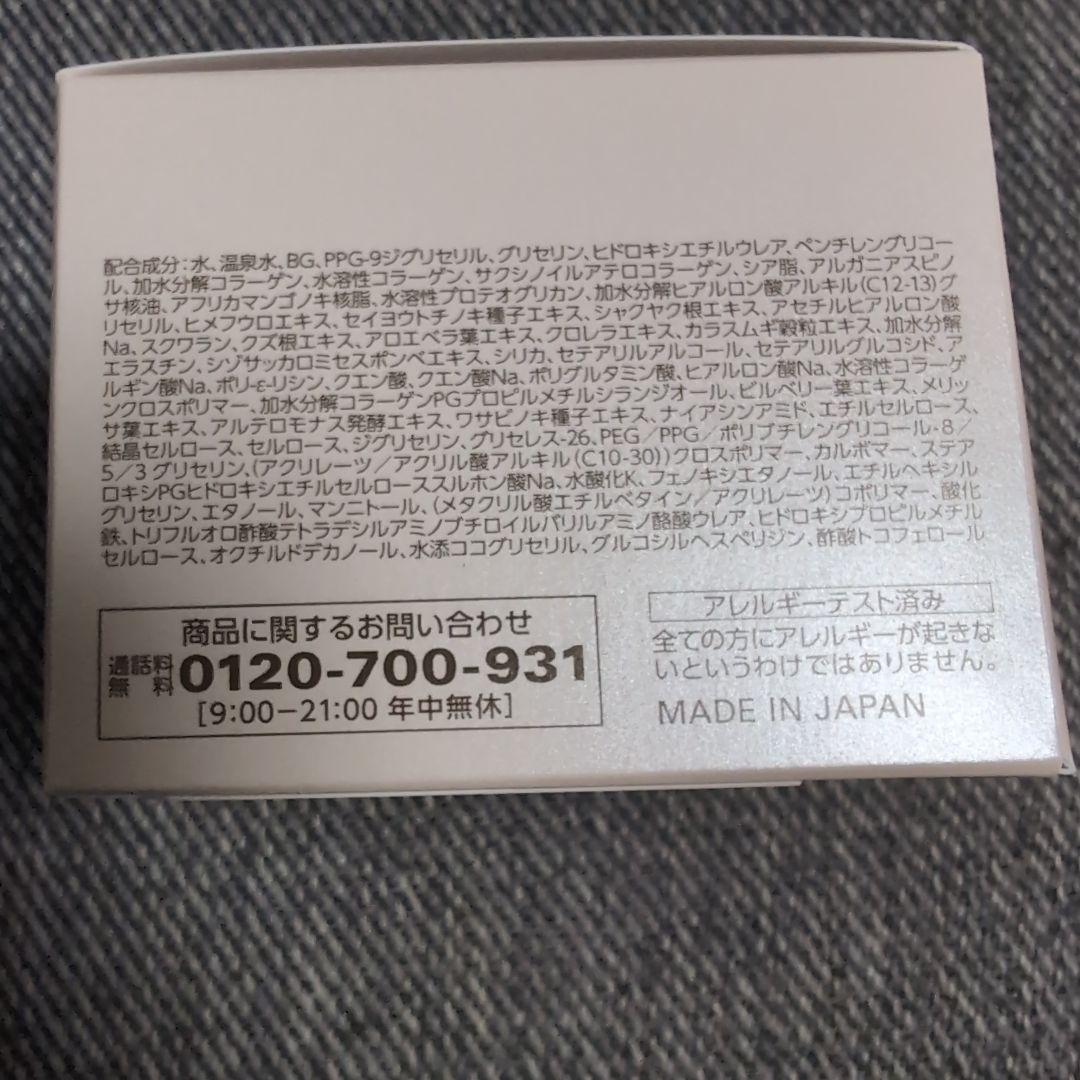 配合成分：水、温泉水、BG、PPG-9ジグリセリル、グリセリン、ヒドロキシエチルウレア、ペンチレングリコー
ル、加水分解コラーゲン、水溶性コラーゲン、サクシノイルアテロコラーゲン、シア脂、アルガニアスピノ
サ核油、アフリカマンゴノキ核脂、水溶性プロテオグリカン、加水分解ヒアルロン酸アルキル(C12-13)グ
リセリル、ヒメフウロエキス、セイヨウトチノキ種子エキス、シャクヤク根エキス、アセチルヒアルロン酸
Na、スクワラン、クズ根エキス、アロエベラ葉エキス、クロレラエキス、カラスムギ穀粒エキス、加水分解
エラスチン、シゾサッカロミセスポンベエキス、シリカ、セテアリルアルコール、セテアリルグルコシド、ア
ルギン酸Na、ポリ-ε-リシン、クエン酸、クエン酸Na、ポリグルタミン酸、ヒアルロン酸Na、水溶性コラーゲ
ンクロスポリマー、加水分解コラーゲンPGプロピルメチルシランジオール、ビルベリー葉エキス、メリッ
サ葉エキス、アルテロモナス発酵エキス、ワサビノキ種子エキス、ナイアシンアミド、エチルセルロース、
結晶セルロース、セルロース、ジグリセリン、グリセレス-26、PEG／PPG／ポリブチレングリコール-8／
5／3 グリセリン、(アクリレーツ／アクリル酸アルキル(C10-30))クロスポリマー、カルボマー、ステア
ロキシPGヒドロキシエチルセルローススルホン酸Na、水酸化K、フェノキシエタノール、エチルヘキシル
グリセリン、エタノール、マンニトール、(メタクリル酸エチルベタイン／アクリレーツ)コポリマー、酸化
鉄、トリフルオロ酢酸テトラデシルアミノブチロイルバリルアミノ酪酸ウレア、ヒドロキシプロピルメチル
セルロース、オクチルドデカノール、水添ココグリセリル、グルコシルヘスペリジン、酢酸トコフェロール
商品に関するお問い合わせ
通話料無料 0120-700-931
[9:00－21:00 年中無休]
アレルギーテスト済み
全ての方にアレルギーが起きな
いというわけではありません。
MADE IN JAPAN